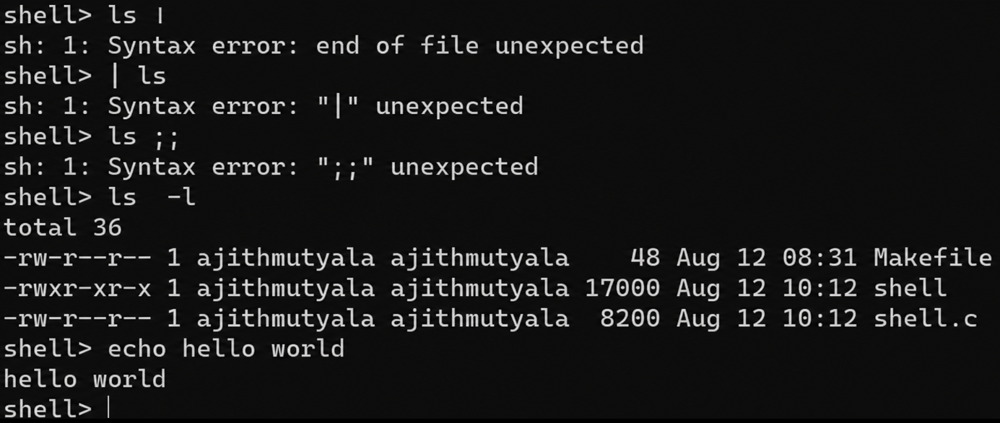 shell> ls |
sh: 1: Syntax error: end of file unexpected
shell> | ls
sh: 1: Syntax error: "|" unexpected
shell> ls ;;
sh: 1: Syntax error: ";;" unexpected
shell> ls  -l
total 36
-rw-r--r-- 1 ajithmutyala ajithmutyala    48 Aug 12 08:31 Makefile
-rwxr-xr-x 1 ajithmutyala ajithmutyala 17000 Aug 12 10:12 shell
-rw-r--r-- 1 ajithmutyala ajithmutyala  8200 Aug 12 10:12 shell.c
shell> echo hello world
hello world
shell>